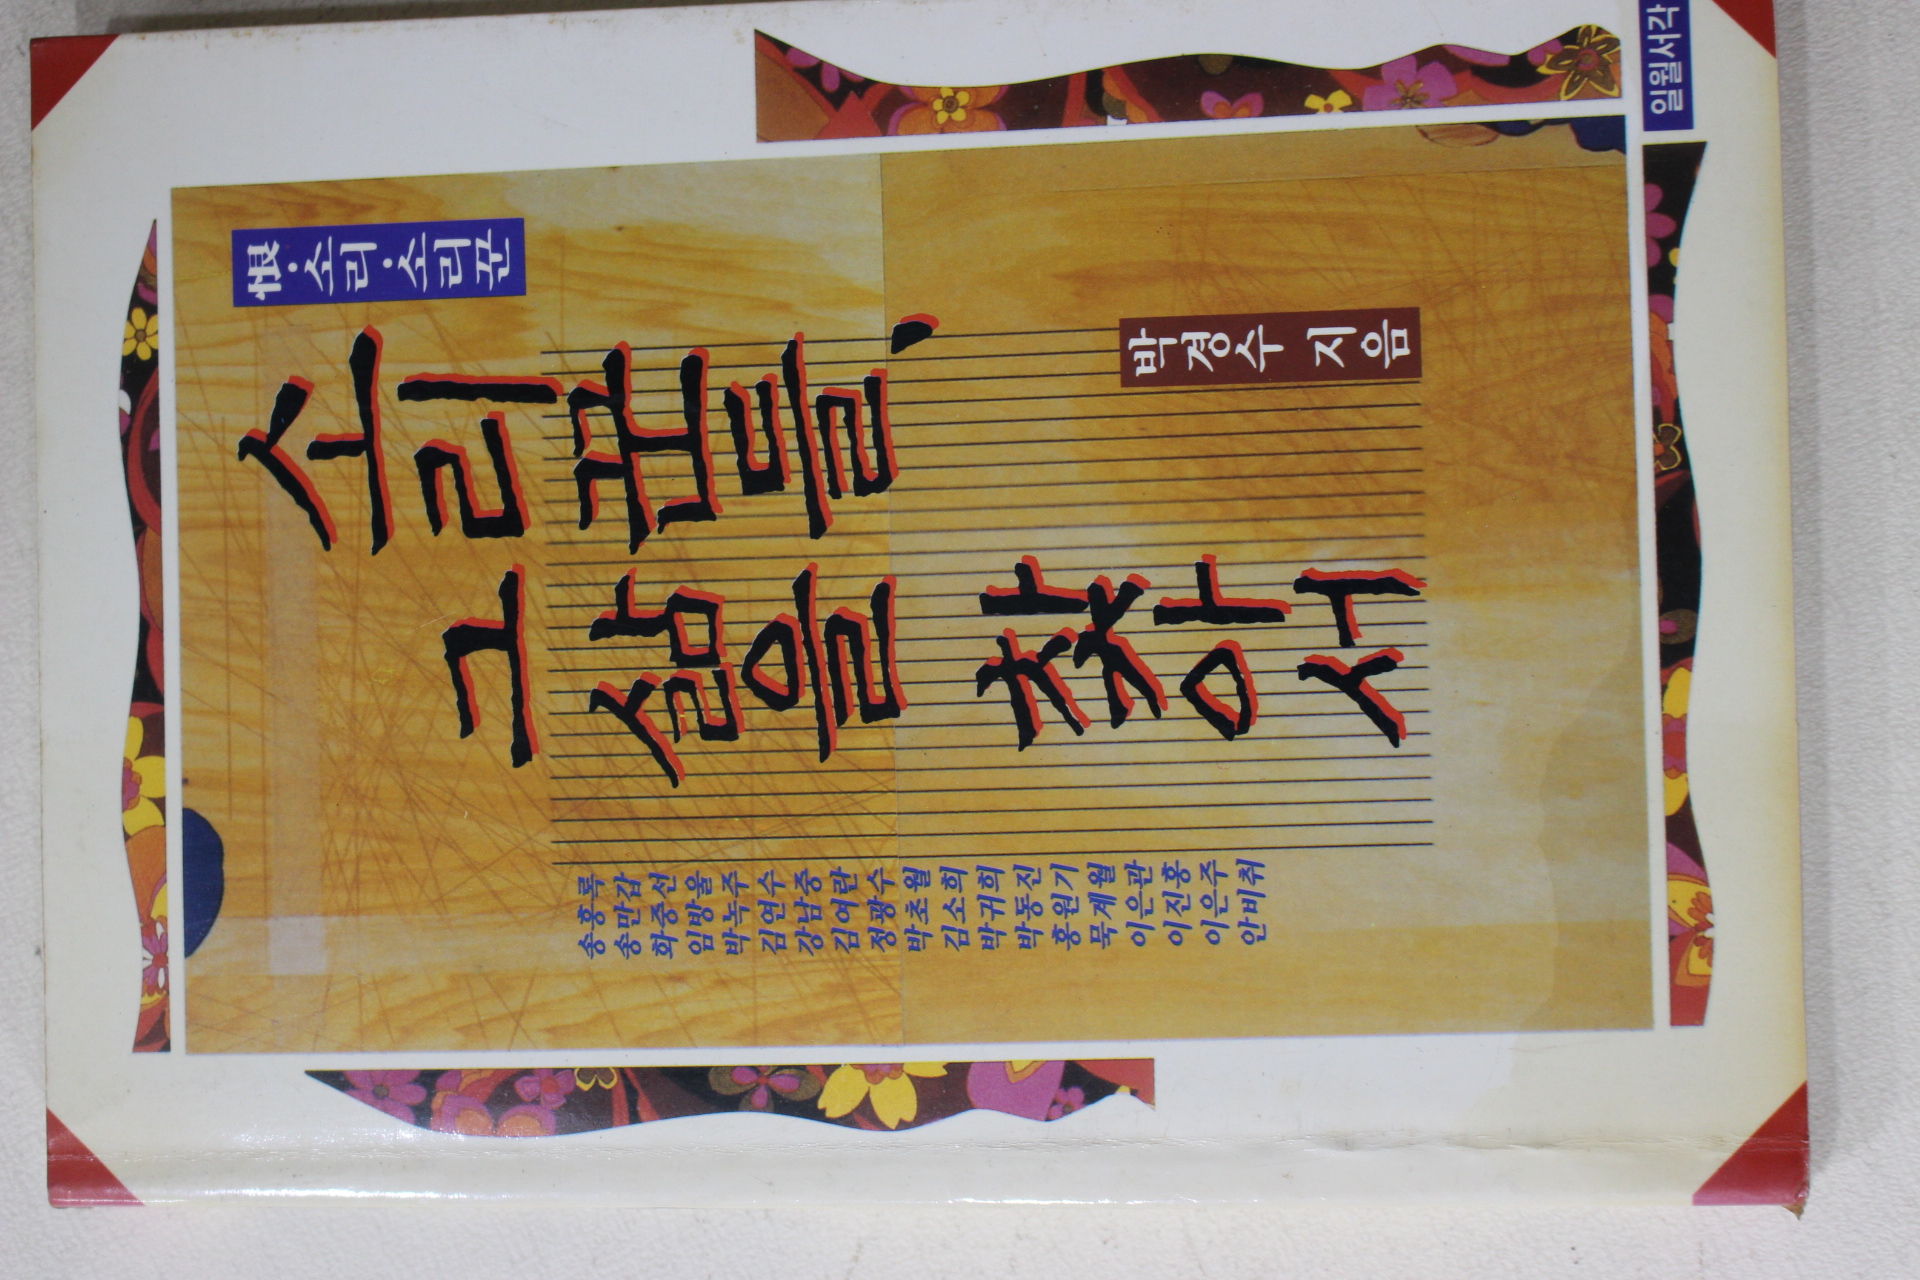 恨·소리·소리꾼
소리꾼들,
그 삶을 찾아서
박경수 지음
송흥록
송만갑
화중선
임방울
박녹주
김연수
강남중
김여란
정광수
박초월
김소희
박귀희
박동진
홍원기
묵계월
이은관
이진홍
이은주
안비취
일월서각